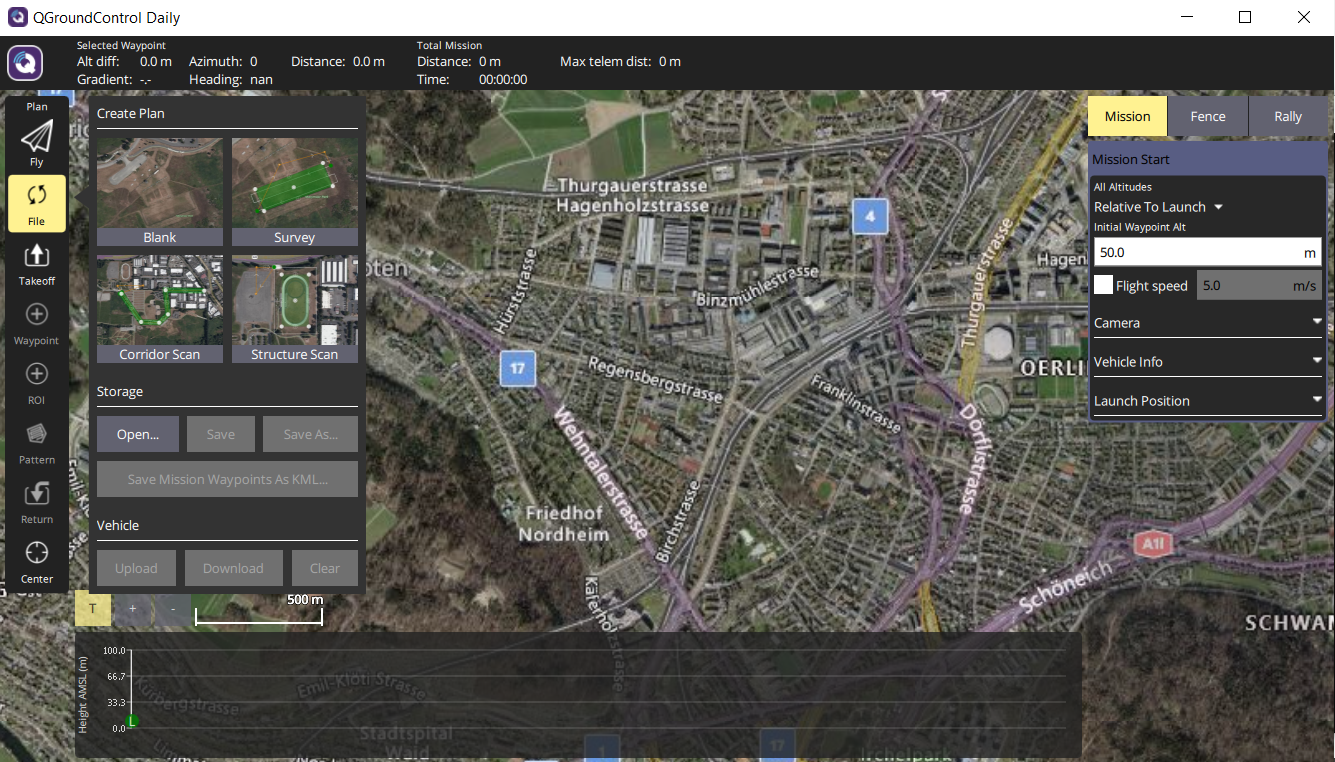 QGroundControl Daily
Selected Waypoint
Alt diff: 0.0 m Azimuth: 0 Distance: 0.0 m
Gradient: -.- Heading: nan
Total Mission
Distance: 0 m Max telem dist: 0 m
Time: 00:00:00
Plan
Fly
File
Takeoff
Waypoint
ROI
Pattern
Return
Center
Create Plan
Blank
Survey
Corridor Scan
Structure Scan
Storage
Open...
Save
Save As...
Save Mission Waypoints As KML...
Vehicle
Upload
Download
Clear
Mission
Fence
Rally
Mission Start
All Altitudes
Relative To Launch
Initial Waypoint Alt
50.0 m
Flight speed 5.0 m/s
Camera
Vehicle Info
Launch Position
Thurgauerstrasse
Hagenholzstrasse
4
Hagen
Thurgauerstrasse
Binzmühlestrasse
Hürststrasse
oten
17
Regensbergstrasse
Franklinstrasse
OERLI
Wehntalerstrasse
Dörflistrasse
Birchstrasse
Friedhof
Nordheim
A1l
Schöneich
SCHWAM
Käferhol
strasse
Emil-Klö
T
+
-
500 m
Height AMSL (m)
100.0
66.7
33.3
0.0
L
Kürbergstrasse
Emil-Klöti Strasse
Stadtspital
Waid
1
17
Irchelpark